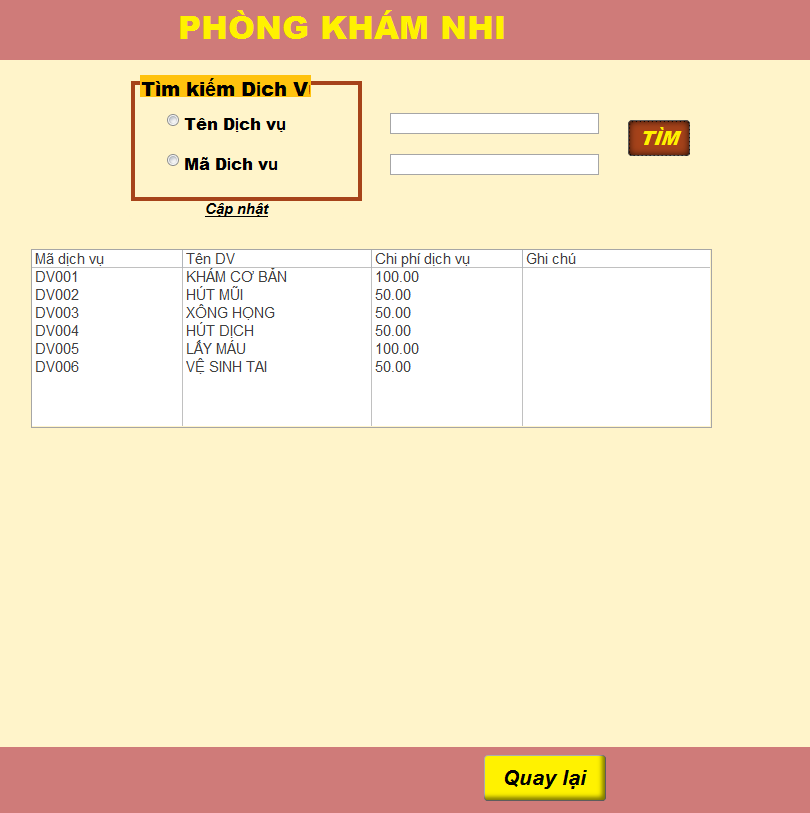 PHÒNG KHÁM NHI
Tìm kiếm Dich V
Tên Dịch vụ
TÌM
Mã Dich vu
Cập nhật
Mã dịch vụ Tên DV Chi phí dịch vụ Ghi chú
DV001 KHÁM CƠ BẢN 100.00
DV002 HÚT MŨI 50.00
DV003 XÔNG HỌNG 50.00
DV004 HÚT DỊCH 50.00
DV005 LẤY MÁU 100.00
DV006 VỆ SINH TAI 50.00
Quay lại